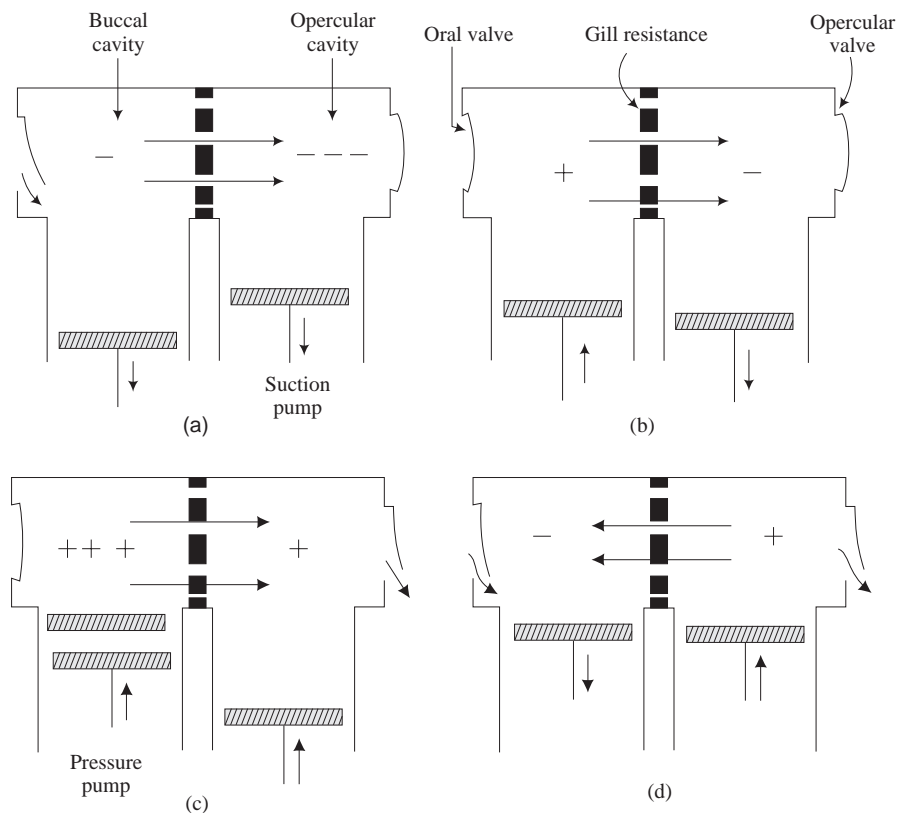 Buccal
cavity
Opercular
cavity
Oral valve
Gill resistance
Opercular
valve
−
− − −
+
−
Suction
pump
(a)
(b)
++ +
+
−
+
Pressure
pump
(c)
(d)